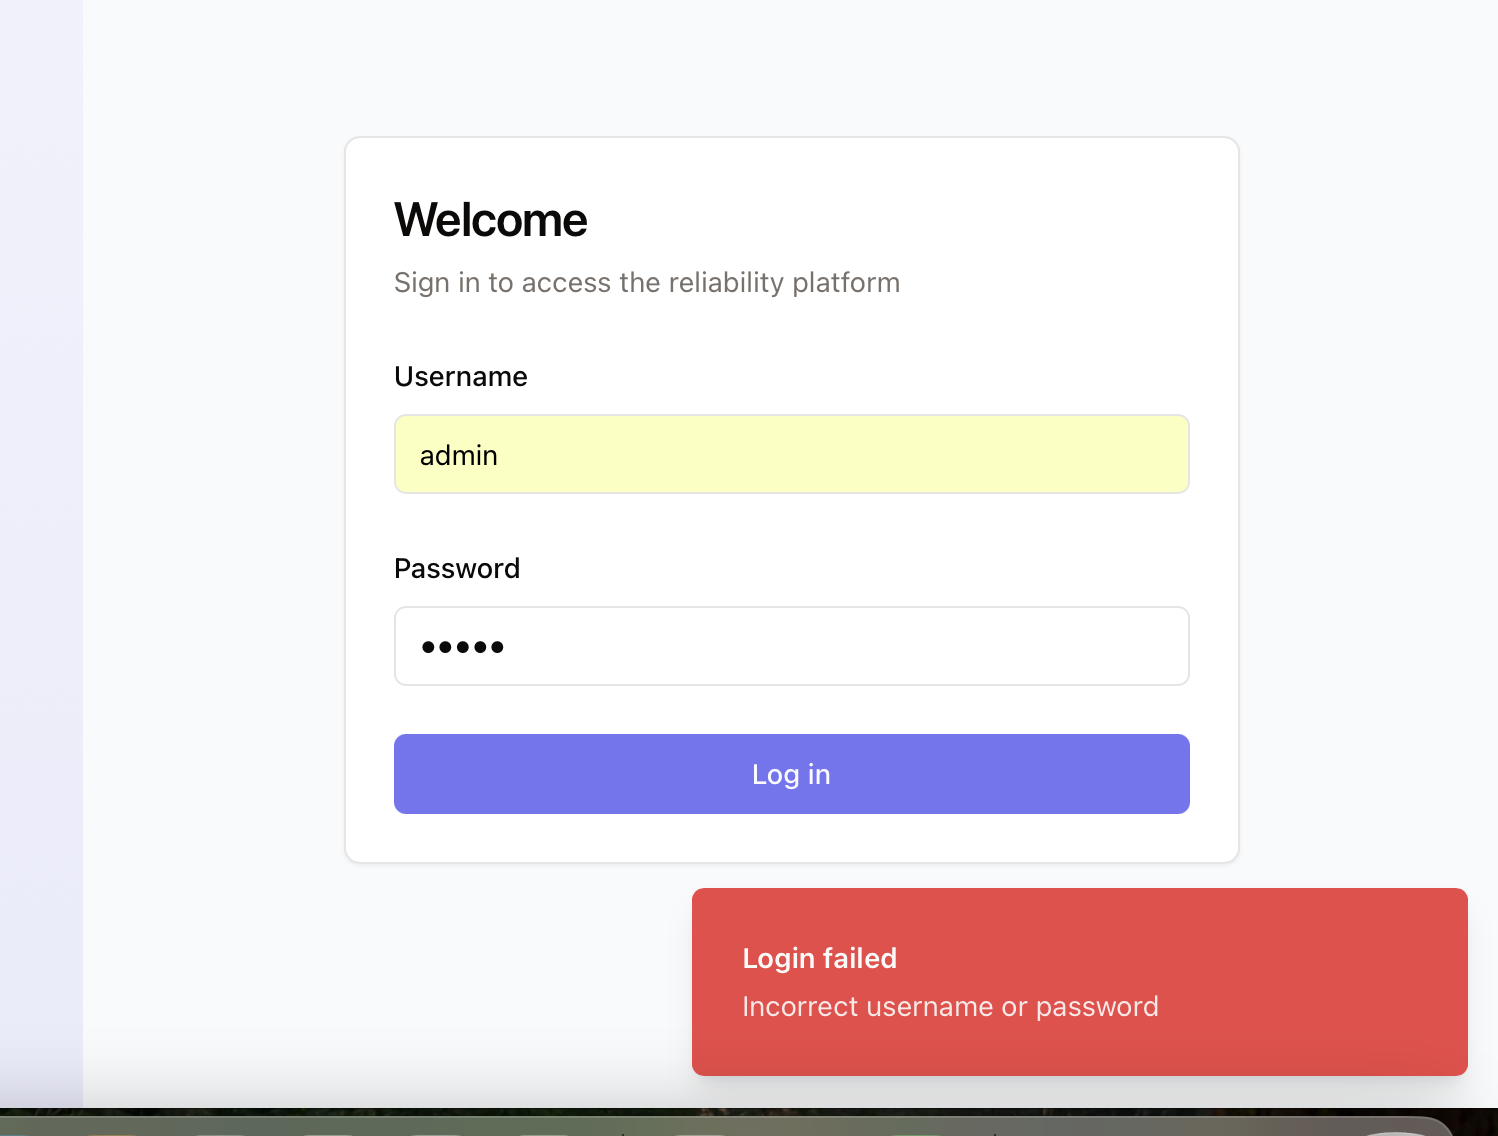 Welcome
Sign in to access the reliability platform
Username
admin
Password
•••••
Log in
Login failed
Incorrect username or password